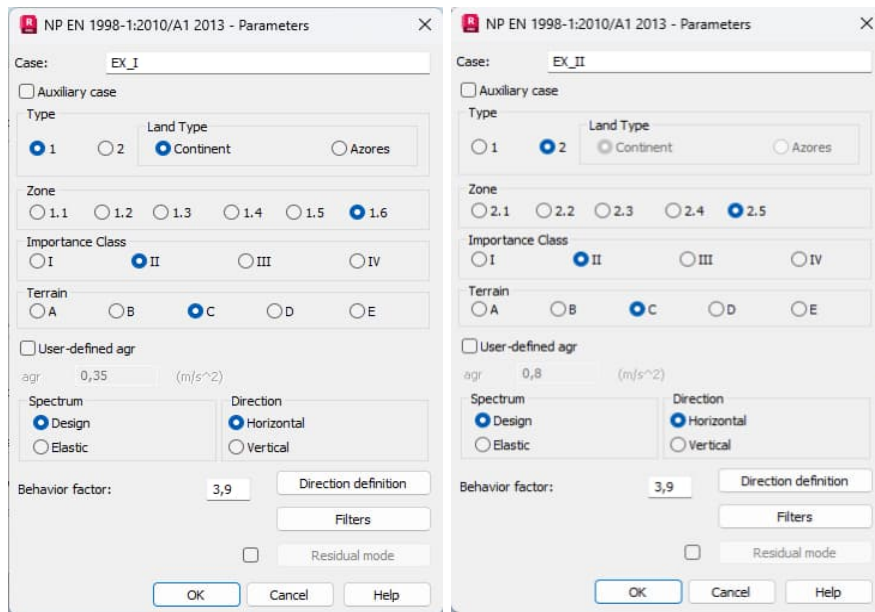 NP EN 1998-1:2010/A1 2013 - Parameters
Case: EX_I
Auxiliary case
Type
Land Type
1 2 Continent Azores
Zone
1.1 1.2 1.3 1.4 1.5 1.6
Importance Class
I II III IV
Terrain
A B C D E
User-defined agr
agr 0,35 (m/s^2)
Spectrum Direction
Design Horizontal
Elastic Vertical
Behavior factor: 3,9 Direction definition
Filters
Residual mode
OK Cancel Help
NP EN 1998-1:2010/A1 2013 - Parameters
Case: EX_II
Auxiliary case
Type
Land Type
1 2 Continent Azores
Zone
2.1 2.2 2.3 2.4 2.5
Importance Class
I II III IV
Terrain
A B C D E
User-defined agr
agr 0,8 (m/s^2)
Spectrum Direction
Design Horizontal
Elastic Vertical
Behavior factor: 3,9 Direction definition
Filters
Residual mode
OK Cancel Help